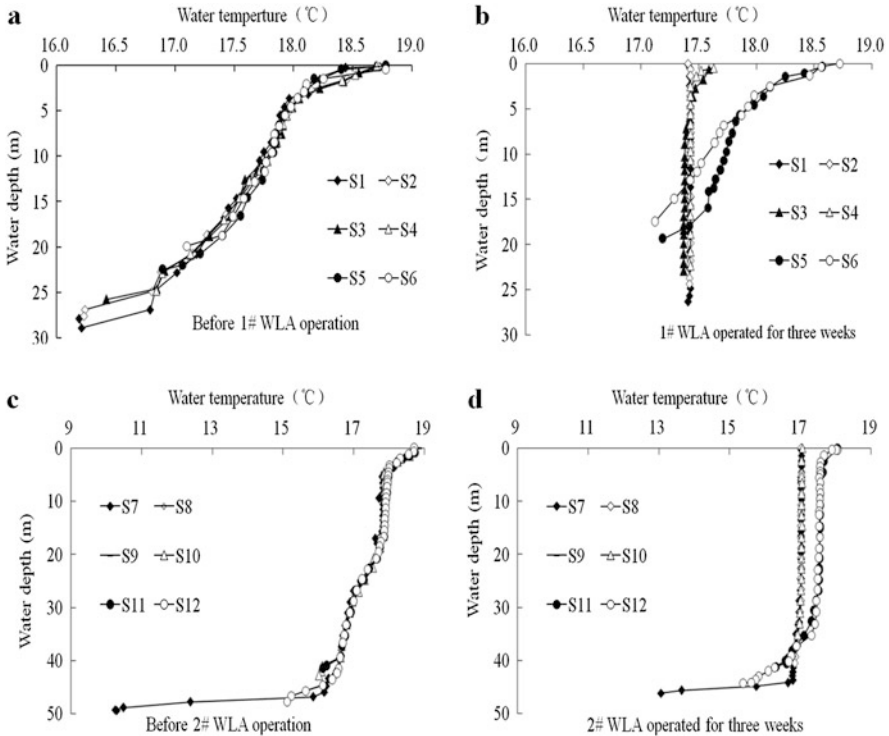 a
Water temperture（℃）
16.0 16.5 17.0 17.5 18.0 18.5 19.0
0
5
10
15
20
25
30
Water depth (m)
S1 S2
S3 S4
S5 S6
Before 1# WLA operation
b
Water temperture（℃）
16.0 17.0 17.5 18.0 18.5 19.0
0
5
10
15
20
25
30
Water depth（m）
S1 S2
S3 S4
S5 S6
1# WLA operated for three weeks
c
Water temperature（℃）
9 11 13 15 17 19
0
10
20
30
40
50
Water depth (m)
S7 S8
S9 S10
S11 S12
Before 2# WLA operation
d
Water temperature（℃）
9 11 13 15 17 19
0
10
20
30
40
50
Water depth (m)
S7 S8
S9 S10
S11 S12
2# WLA operated for three weeks